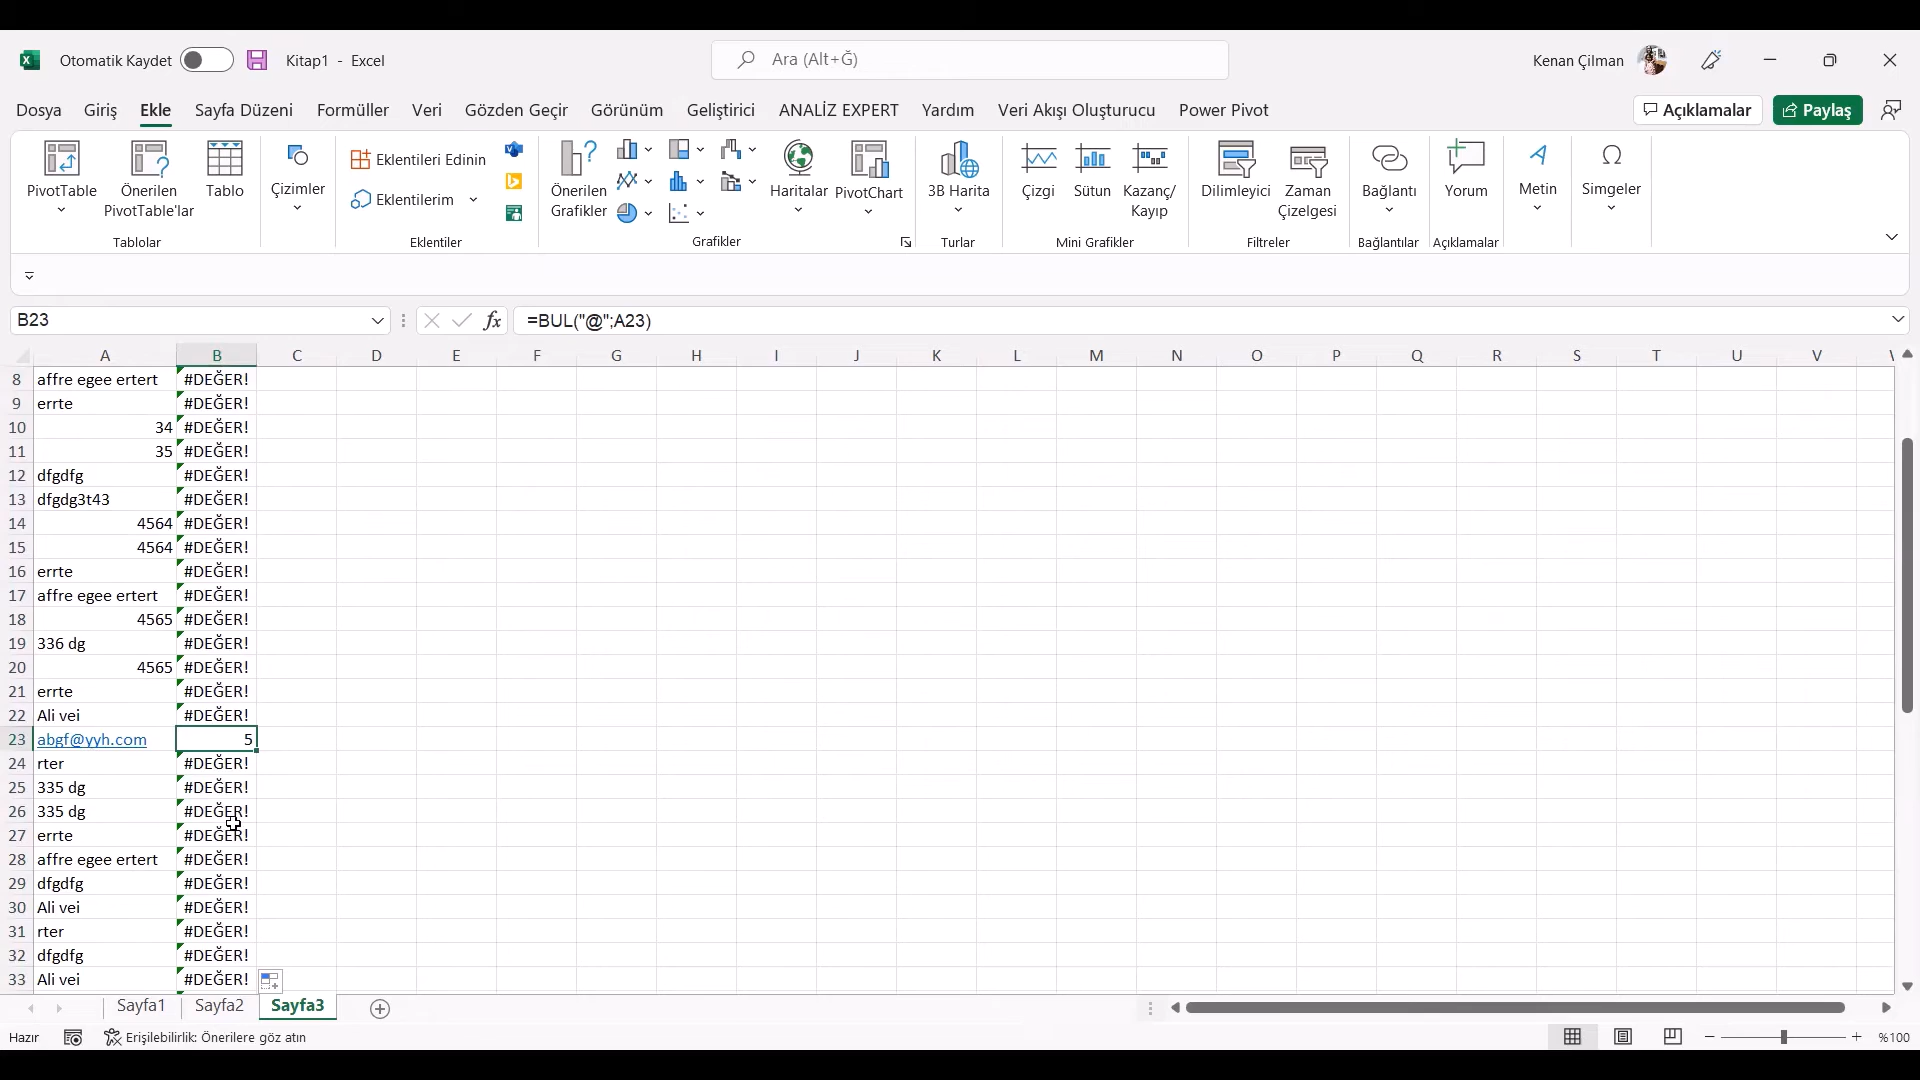 Otomatik Kaydet Kitap1 - Excel Ara (Alt+Ğ) Kenan Çilman
Dosya Giriş Ekle Sayfa Düzeni Formüller Veri Gözden Geçir Görünüm Geliştirici ANALİZ EXPERT Yardım Veri Akışı Oluşturucu Power Pivot Açıklamalar Paylaş
PivotTable
Önerilen
PivotTable'lar
Tablo
Tablolar
Çizimler
Eklentileri Edinin
Eklentilerim
Eklentiler
Önerilen
Grafikler
Haritalar
PivotChart
Grafikler
3B Harita
Turlar
Çizgi
Sütun
Kazanç/
Kayıp
Mini Grafikler
Dilimleyici
Zaman
Çizelgesi
Filtreler
Bağlantı
Bağlantılar
Yorum
Açıklamalar
Metin
Simgeler
B23 fx =BUL("@";A23)
A B C D E F G H I J K L M N O P Q R S T U V
8 affre egee ertert #DEĞER!
9 errte #DEĞER!
10 34 #DEĞER!
11 35 #DEĞER!
12 dfgdfg #DEĞER!
13 dfgdg3t43 #DEĞER!
14 4564 #DEĞER!
15 4564 #DEĞER!
16 errte #DEĞER!
17 affre egee ertert #DEĞER!
18 4565 #DEĞER!
19 336 dg #DEĞER!
20 4565 #DEĞER!
21 errte #DEĞER!
22 Ali vei #DEĞER!
23 abgf@yyh.com 5
24 rter #DEĞER!
25 335 dg #DEĞER!
26 335 dg #DEĞER!
27 errte #DEĞER!
28 affre egee ertert #DEĞER!
29 dfgdfg #DEĞER!
30 Ali vei #DEĞER!
31 rter #DEĞER!
32 dfgdfg #DEĞER!
33 Ali vei #DEĞER!
Sayfa1 Sayfa2 Sayfa3
Hazır Erişilebilirlik: Önerilere göz atın %100